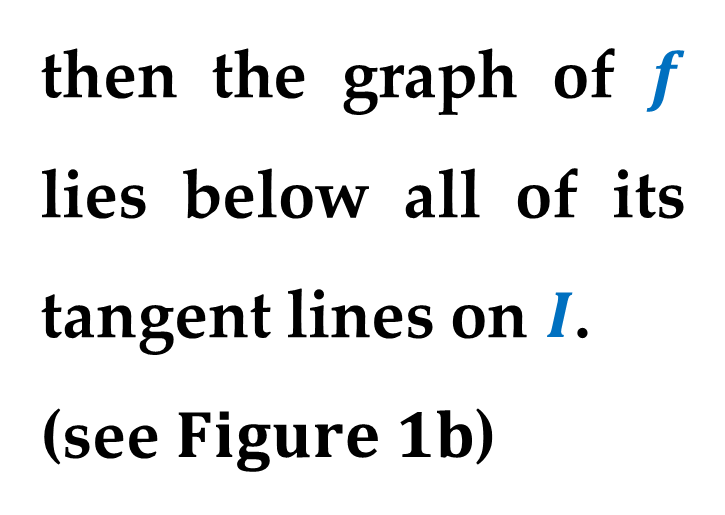 then the graph of f
lies below all of its
tangent lines on I.
(see Figure 1b)